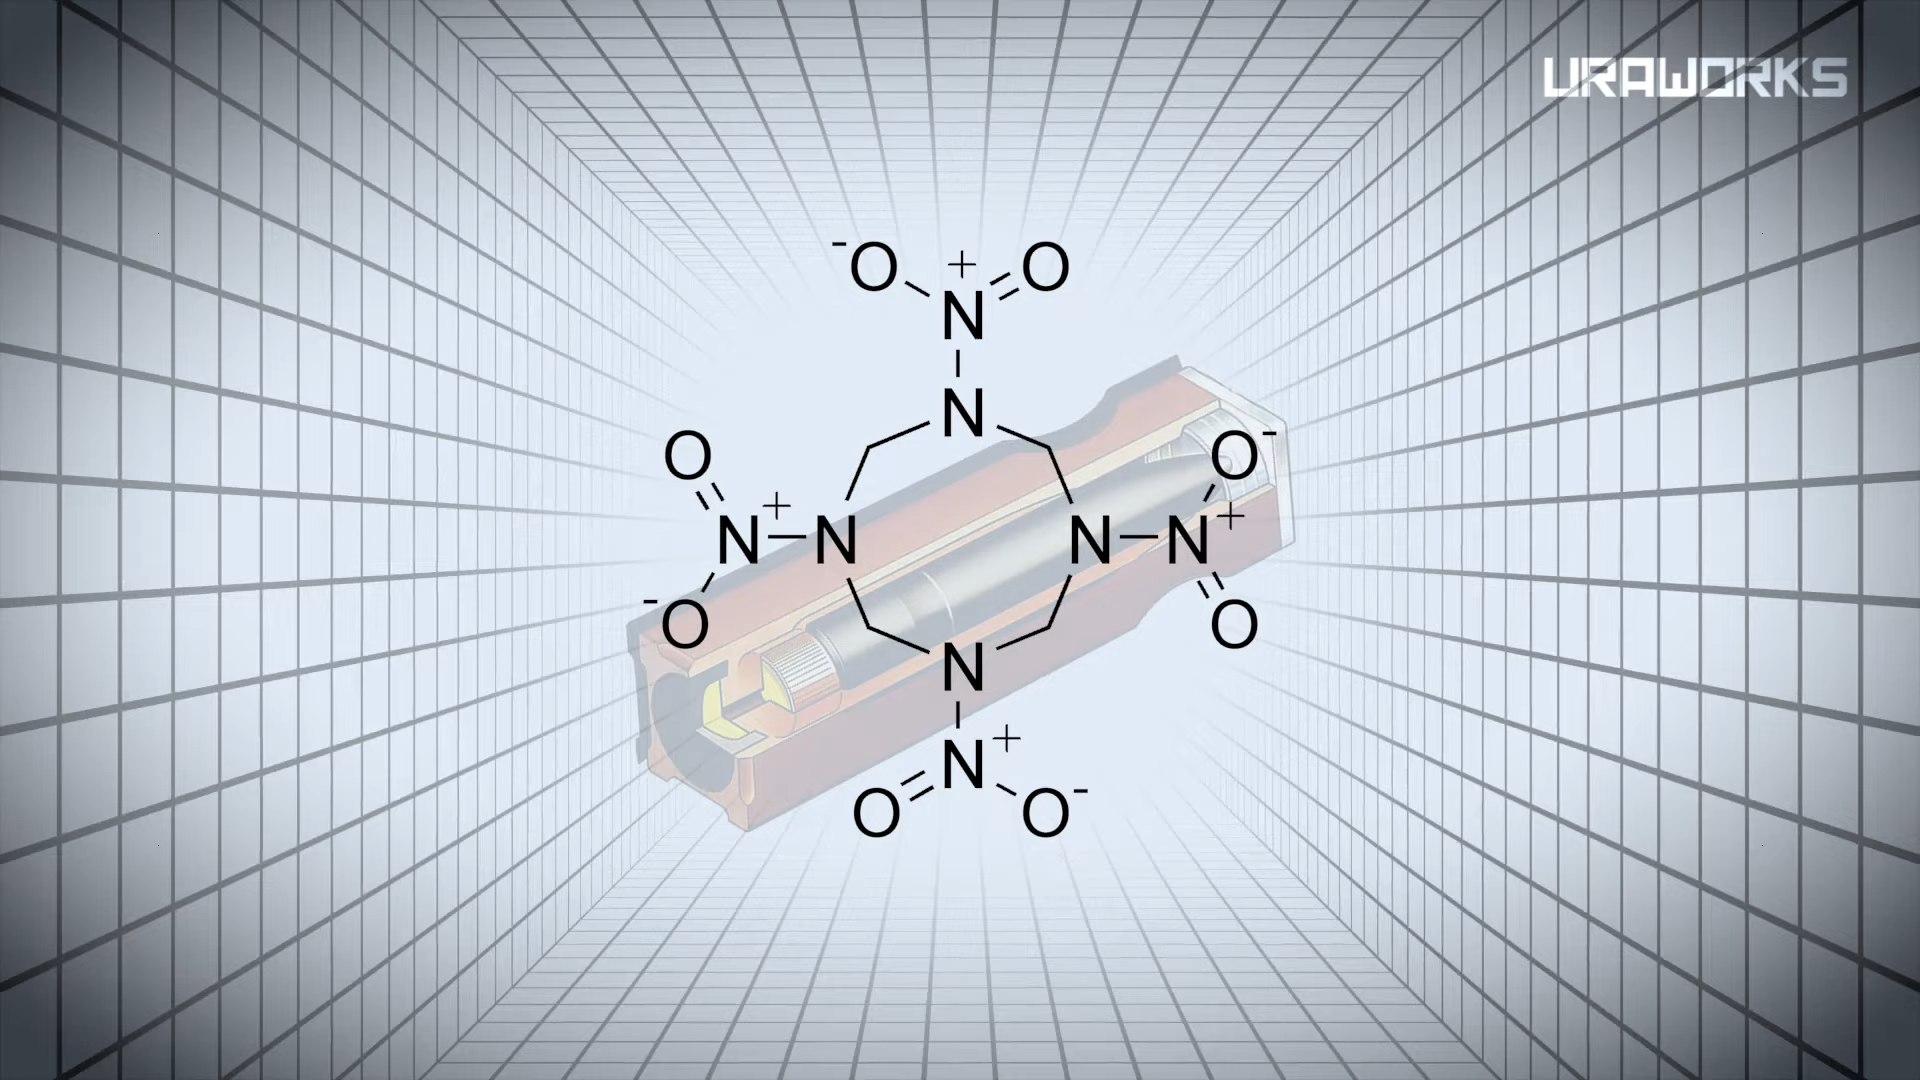 URAWORKS
-O + O
N
N
O O-
N+ - N N - N+
-O O
N
N+
O O-